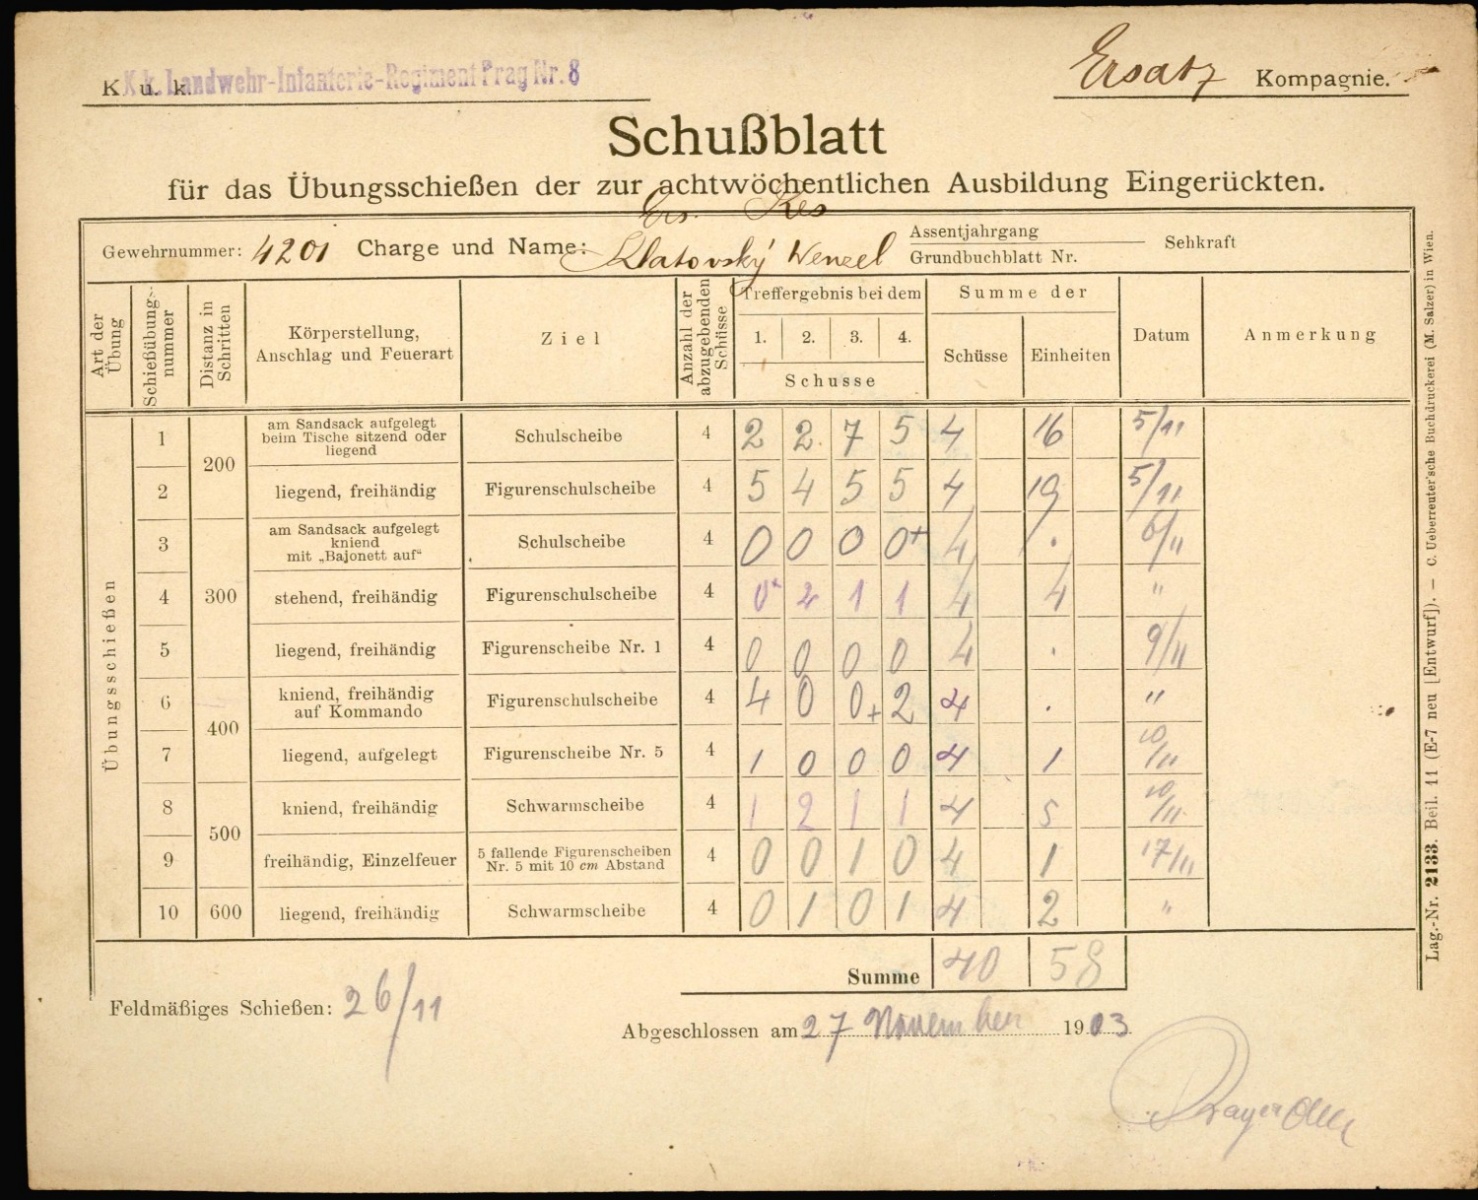 K. u. k. K.k. Landwehr-Infanterie-Regiment Prag Nr. 8
Ersatz Kompagnie.
Schußblatt
für das Übungsschießen der zur achtwöchentlichen Ausbildung Eingerückten.
Ers. Res
Gewehrnummer: 4201 Charge und Name: Klatovský Wenzel Assentjahrgang Grundbuchblatt Nr. Sehkraft
Art der Übung Schießübungsnummer Distanz in Schritten Körperstellung, Anschlag und Feuerart Ziel Anzahl der abzugebenden Schüsse Treffergebnis bei dem 1. 2. 3. 4. Schusse Summe der Schüsse Einheiten Datum Anmerkung
Übungsschießen
1 200 am Sandsack aufgelegt beim Tische sitzend oder liegend Schulscheibe 4 2 2 7 5 4 16 5/11
2 liegend, freihändig Figurenschulscheibe 4 5 4 5 5 4 19 5/11
3 300 am Sandsack aufgelegt kniend mit „Bajonett auf“ Schulscheibe 4 0 0 0 0+ 4 . 6/11
4 stehend, freihändig Figurenschulscheibe 4 0+ 2 1 1 4 4 "
5 liegend, freihändig Figurenscheibe Nr. 1 4 0 0 0 0 4 . 9/11
6 400 kniend, freihändig auf Kommando Figurenschulscheibe 4 4 0 0+ 2 4 . "
7 liegend, aufgelegt Figurenscheibe Nr. 5 4 1 0 0 0 4 1 10/11
8 500 kniend, freihändig Schwarmscheibe 4 1 2 1 1 4 5 10/11
9 freihändig, Einzelfeuer 5 fallende Figurenscheiben Nr. 5 mit 10 cm Abstand 4 0 0 1 0 4 1 17/11
10 600 liegend, freihändig Schwarmscheibe 4 0 1 0 1 4 2 "
Summe 40 58
Feldmäßiges Schießen: 26/11
Abgeschlossen am 27 November 1903
Lag.-Nr. 2133. Beil. 11 (E-7 neu [Entwurf]). — C. Ueberreuter'sche Buchdruckerei (M. Salzer) in Wien.